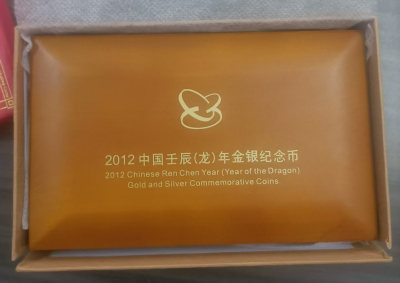 2012 中国壬辰(龙)年金银纪念币
2012 Chinese Ren Chen Year (Year of the Dragon)
Gold and Silver Commemorative Coins